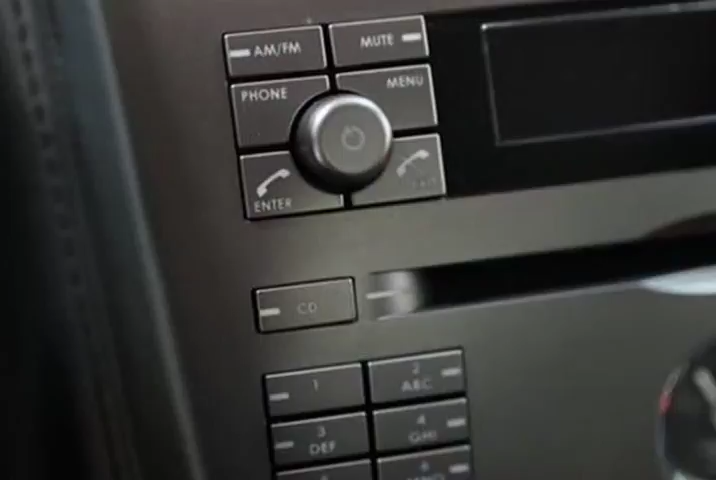 AM/FM
MUTE
PHONE
MENU
ENTER
CD
1
2
ABC
3
DEF
4
GHI